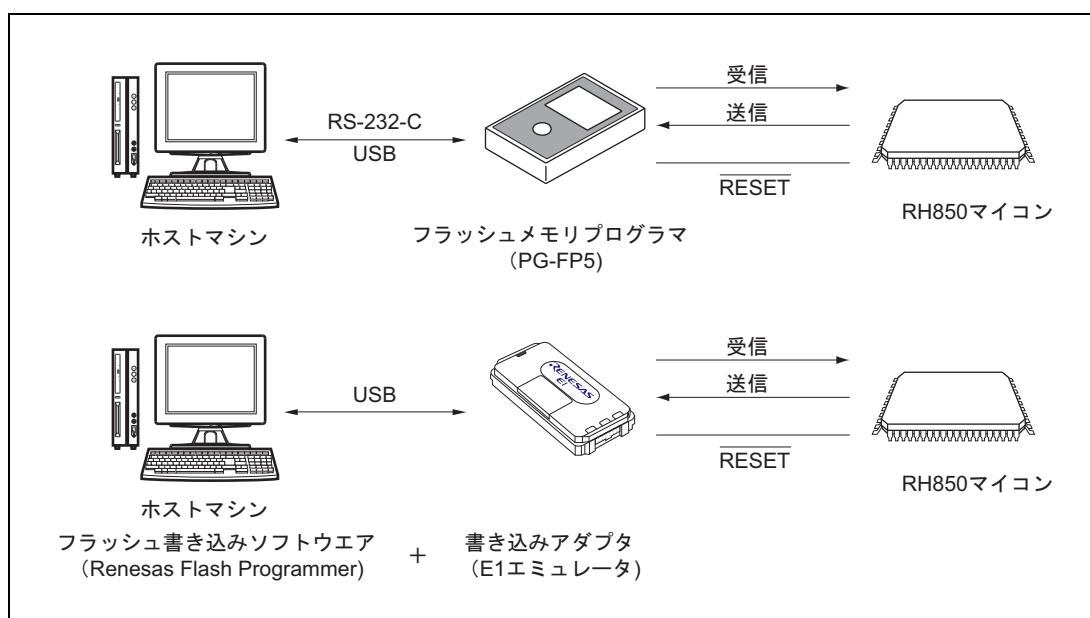 RS-232-C
USB
受信
送信
RESET
ホストマシン
フラッシュメモリプログラマ
（PG-FP5)
RH850マイコン
USB
RENESAS
E1
受信
送信
RESET
ホストマシン
RH850マイコン
フラッシュ書き込みソフトウエア
（Renesas Flash Programmer)
+
書き込みアダプタ
（E1エミュレータ)